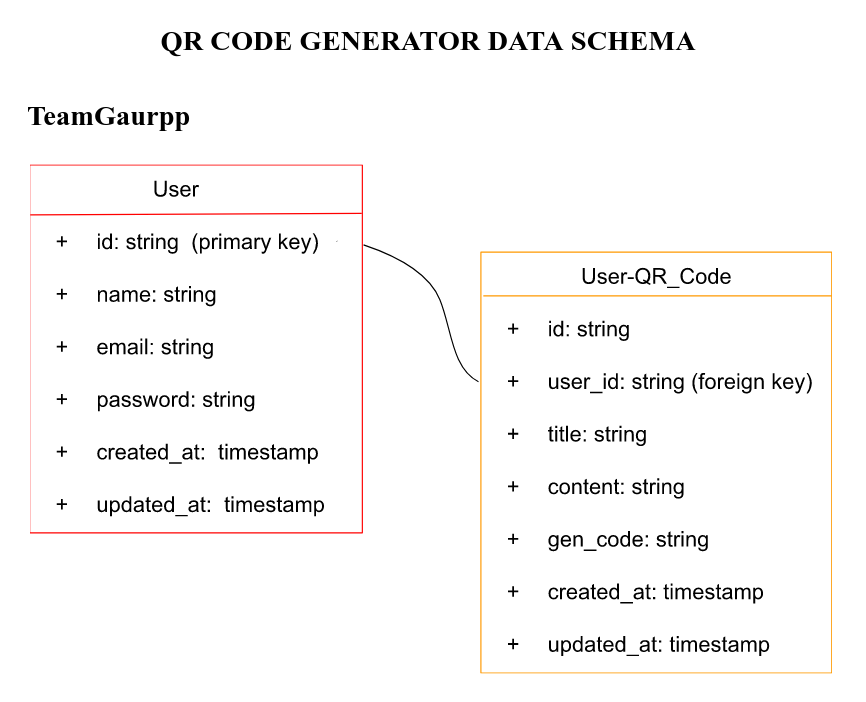 QR CODE GENERATOR DATA SCHEMA
TeamGaurpp
User
+ id: string (primary key)
+ name: string
+ email: string
+ password: string
+ created_at: timestamp
+ updated_at: timestamp
User-QR_Code
+ id: string
+ user_id: string (foreign key)
+ title: string
+ content: string
+ gen_code: string
+ created_at: timestamp
+ updated_at: timestamp